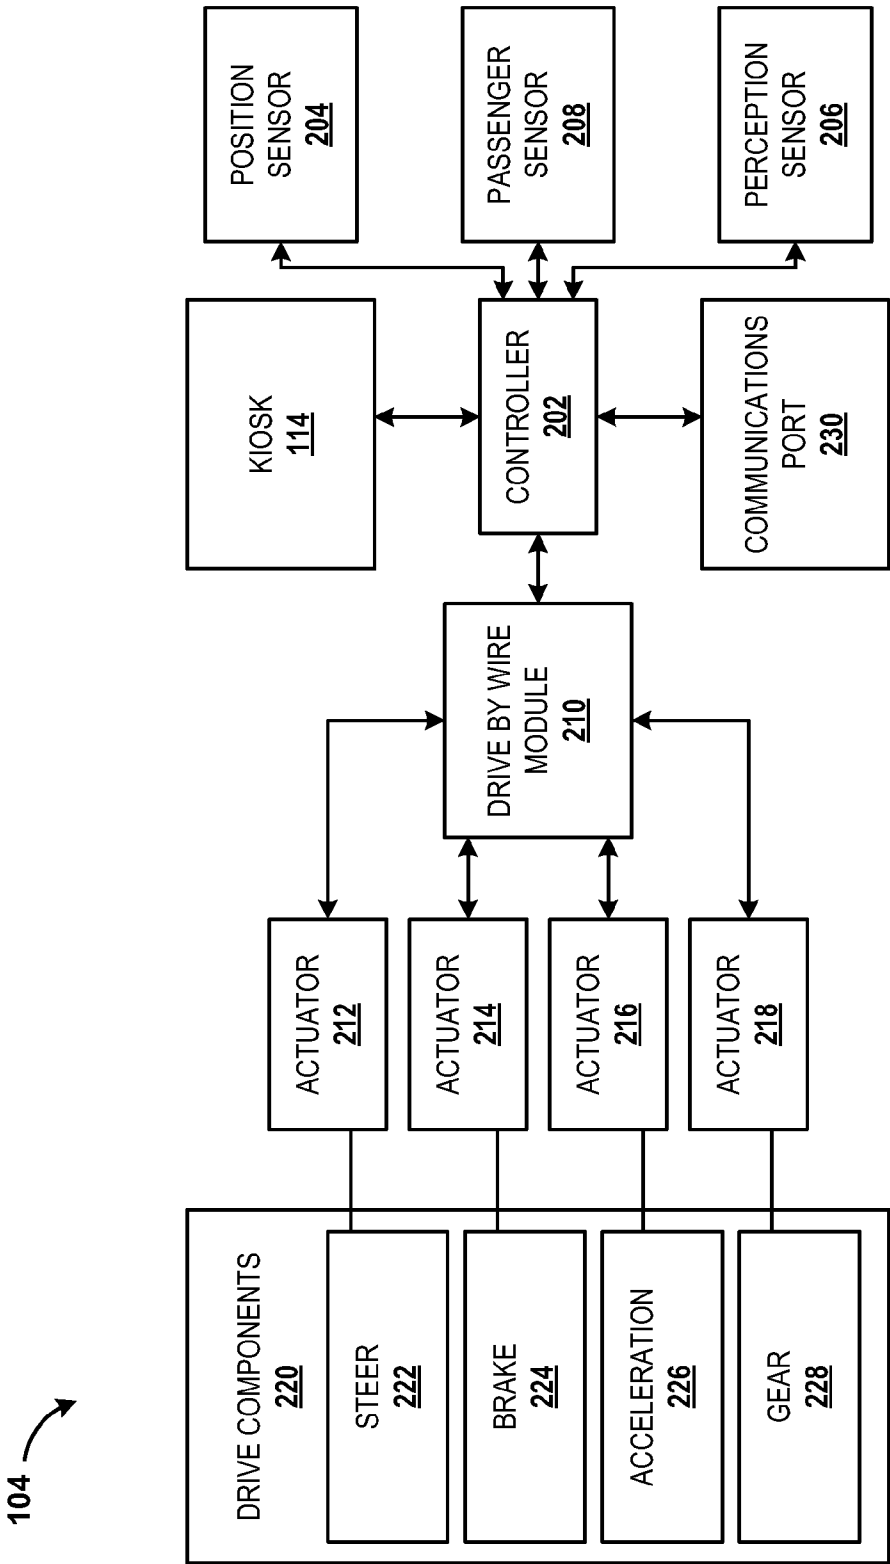 104
DRIVE COMPONENTS
220
STEER
222
BRAKE
224
ACCELERATION
226
GEAR
228
ACTUATOR
212
ACTUATOR
214
ACTUATOR
216
ACTUATOR
218
DRIVE BY WIRE
MODULE
210
KIOSK
114
CONTROLLER
202
COMMUNICATIONS
PORT
230
POSITION
SENSOR
204
PASSENGER
SENSOR
208
PERCEPTION
SENSOR
206